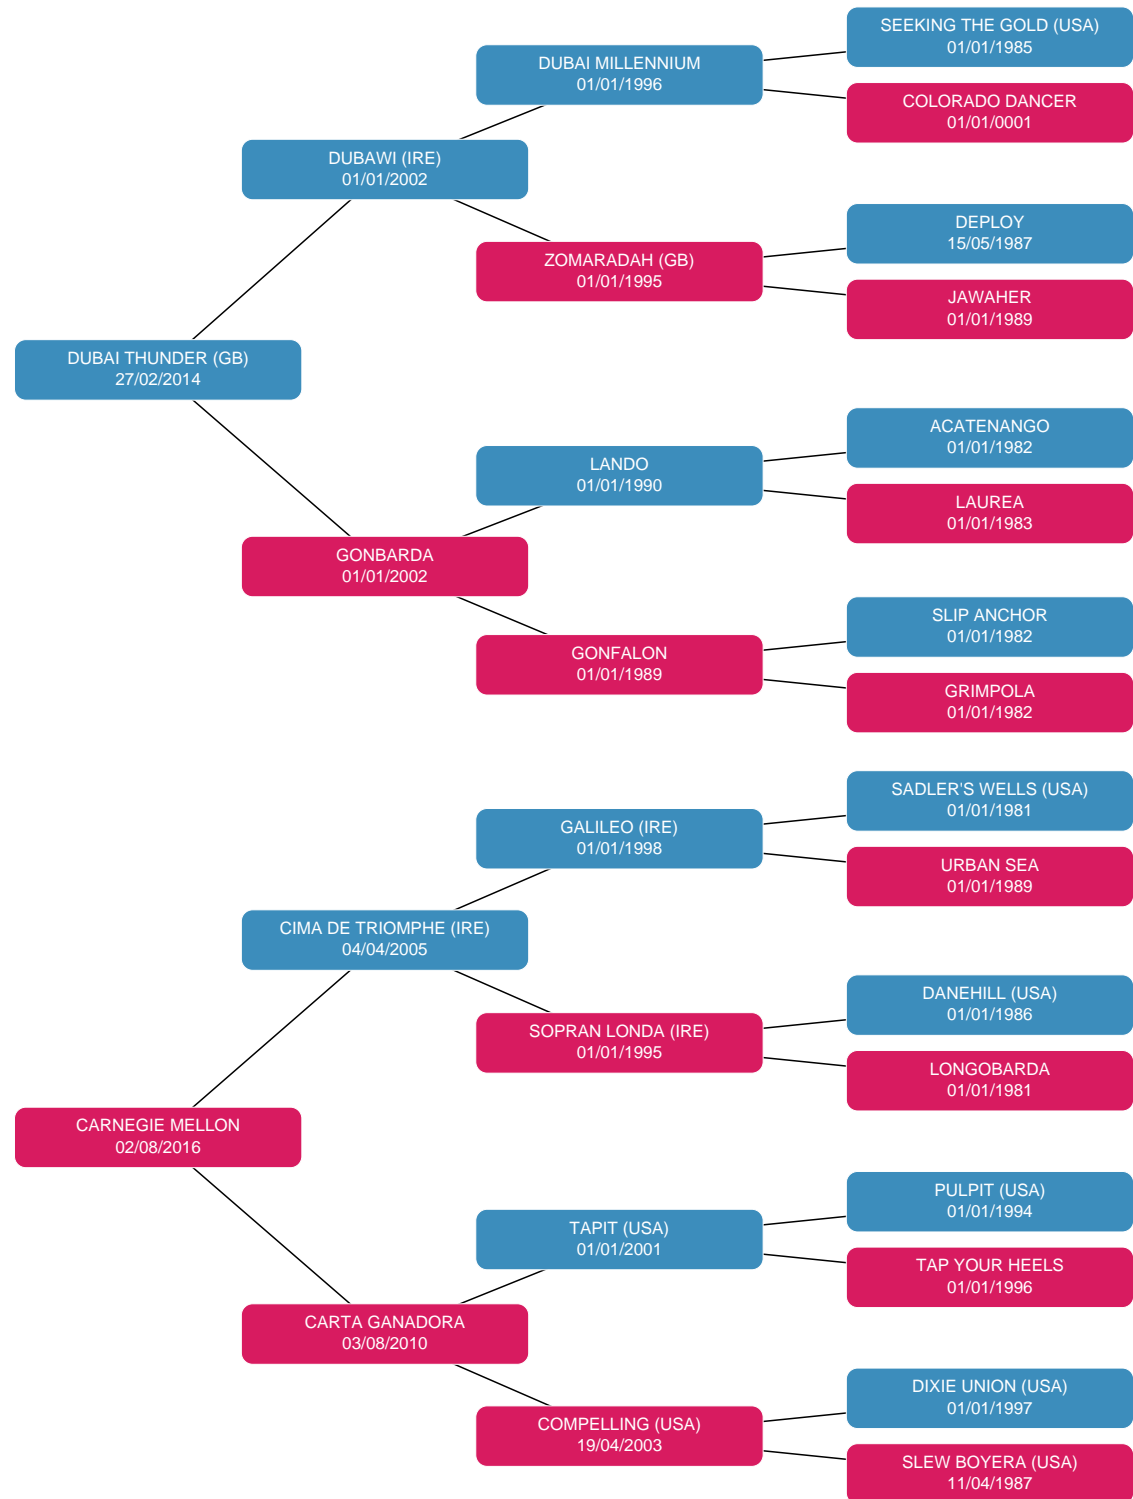 SEEKING THE GOLD (USA)
01/01/1985
DUBAI MILLENNIUM
01/01/1996
COLORADO DANCER
01/01/0001
DUBAWI (IRE)
01/01/2002
DEPLOY
15/05/1987
ZOMARADAH (GB)
01/01/1995
JAWAHER
01/01/1989
DUBAI THUNDER (GB)
27/02/2014
ACATENANGO
01/01/1982
LANDO
01/01/1990
LAUREA
01/01/1983
GONBARDA
01/01/2002
SLIP ANCHOR
01/01/1982
GONFALON
01/01/1989
GRIMPOLA
01/01/1982
SADLER'S WELLS (USA)
01/01/1981
GALILEO (IRE)
01/01/1998
URBAN SEA
01/01/1989
CIMA DE TRIOMPHE (IRE)
04/04/2005
DANEHILL (USA)
01/01/1986
SOPRAN LONDA (IRE)
01/01/1995
LONGOBARDA
01/01/1981
CARNEGIE MELLON
02/08/2016
PULPIT (USA)
01/01/1994
TAPIT (USA)
01/01/2001
TAP YOUR HEELS
01/01/1996
CARTA GANADORA
03/08/2010
DIXIE UNION (USA)
01/01/1997
COMPELLING (USA)
19/04/2003
SLEW BOYERA (USA)
11/04/1987